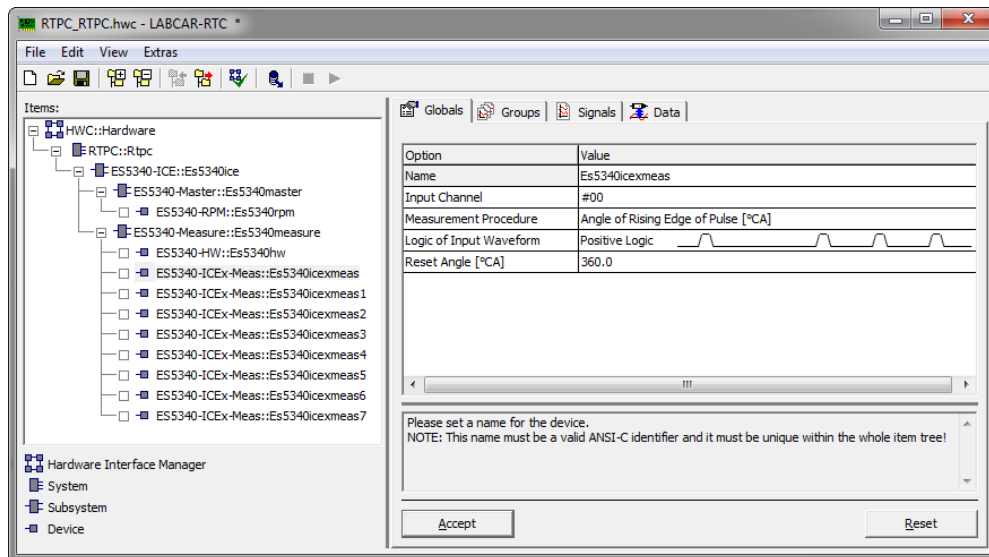 RTPC_RTPC.hwc - LABCAR-RTC *
File Edit View Extras
Items:
HWC::Hardware
RTPC::Rtpc
ES5340-ICE::Es5340ice
ES5340-Master::Es5340master
ES5340-RPM::Es5340rpm
ES5340-Measure::Es5340measure
ES5340-HW::Es5340hw
ES5340-ICEx-Meas::Es5340icexmeas
ES5340-ICEx-Meas::Es5340icexmeas1
ES5340-ICEx-Meas::Es5340icexmeas2
ES5340-ICEx-Meas::Es5340icexmeas3
ES5340-ICEx-Meas::Es5340icexmeas4
ES5340-ICEx-Meas::Es5340icexmeas5
ES5340-ICEx-Meas::Es5340icexmeas6
ES5340-ICEx-Meas::Es5340icexmeas7
Hardware Interface Manager
System
Subsystem
Device
Globals Groups Signals Data
Option Value
Name Es5340icexmeas
Input Channel #00
Measurement Procedure Angle of Rising Edge of Pulse [°CA]
Logic of Input Waveform Positive Logic
Reset Angle [°CA] 360.0
Please set a name for the device.
NOTE: This name must be a valid ANSI-C identifier and it must be unique within the whole item tree!
Accept Reset